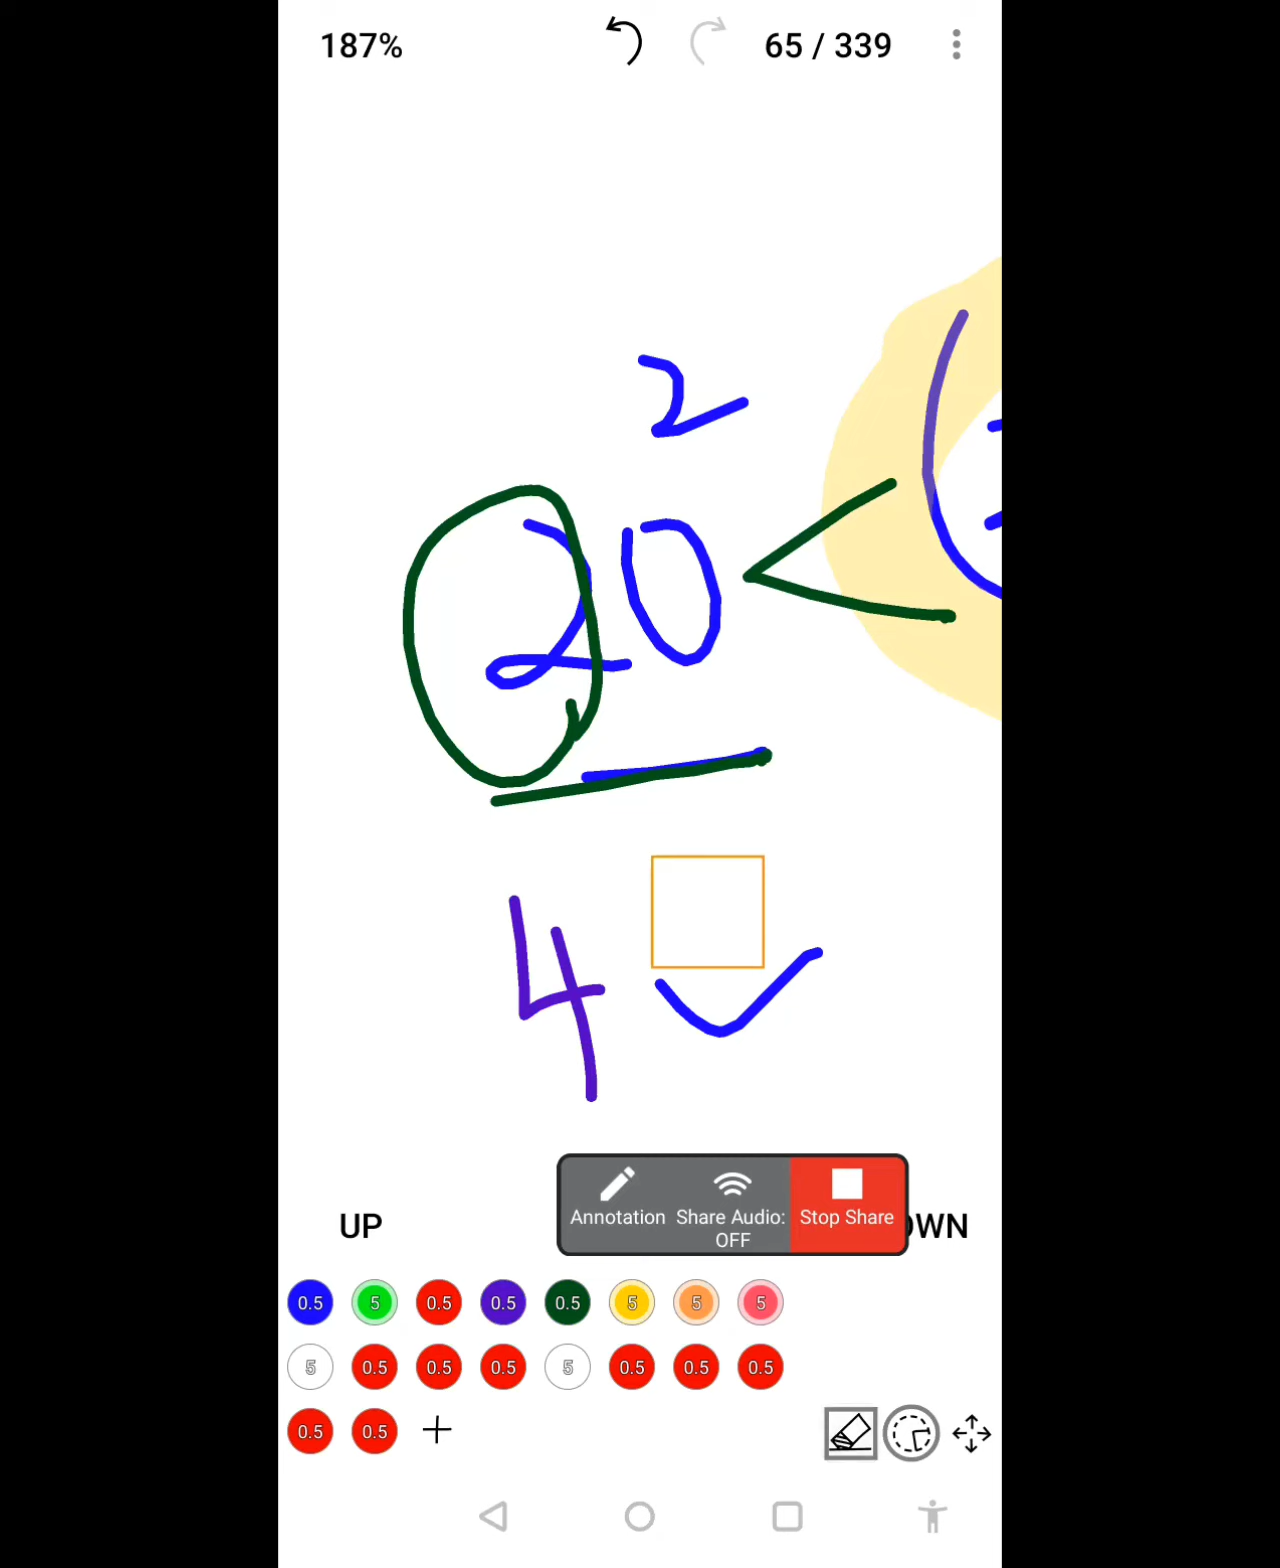 187%
65 / 339
2
20 <
4
Annotation
Share Audio: OFF
Stop Share
UP
OWN
0.5 5 0.5 0.5 0.5 5 5 5
5 0.5 0.5 0.5 5 0.5 0.5 0.5
0.5 0.5 +